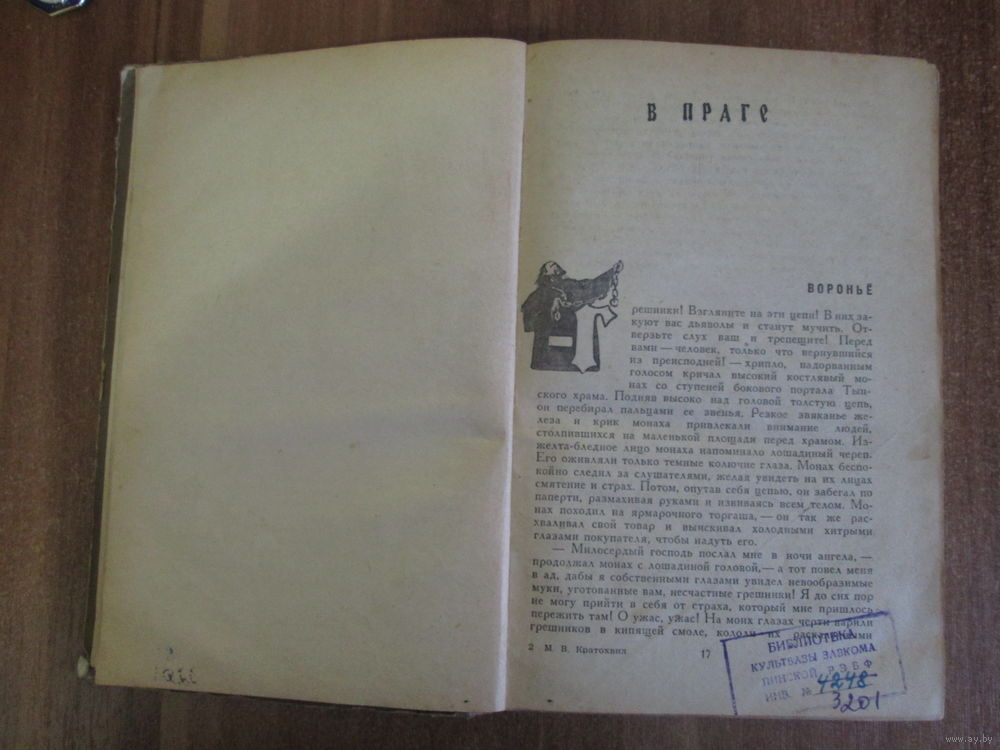 В ПРАГЕ
ВОРОНЬЁ
Грешники! Взгляните на эти цепи! В них за-
куют вас дьяволы и станут мучить. От-
верзьте слух ваш и трепещите! Перед
вами — человек, только что вернувшийся
из преисподней! — хрипло, надорванным
голосом кричал высокий костлявый мо-
нах со ступеней бокового портала Тын-
ского храма. Подняв высоко над головой толстую цепь,
он перебирал пальцами ее звенья. Резкое звяканье же-
леза и крик монаха привлекали внимание людей,
столпившихся на маленькой площади перед храмом. Из-
желта-бледное лицо монаха напоминало лошадиный череп.
Его оживляли только темные колючие глаза. Монах беспо-
койно следил за слушателями, желая увидеть на их лицах
смятение и страх. Потом, опутав себя цепью, он забегал по
паперти, размахивая руками и извиваясь всем телом. Мо-
нах походил на ярмарочного торгаша, — он так же рас-
хваливал свой товар и выискивал холодными хитрыми
глазами покупателя, чтобы надуть его.
— Милосердый господь послал мне в ночи ангела, —
продолжал монах с лошадиной головой, — а тот повел меня
в ад, дабы я собственными глазами увидел невообразимые
муки, уготованные вам, несчастные грешники! Я до сих пор
не могу прийти в себя от страха, который мне пришлось
пережить там! О ужас, ужас! На моих глазах черти варили
грешников в кипящей смоле, кололи их раскаленными
2 М. В. Кратохвил 17
БИБЛИОТЕКА
КУЛЬТБАЗЫ ЗАВКОМА
ПИНСКОЙ Р.Э.Б.Ф
ИНВ. № 4248
3201
www.ay.by